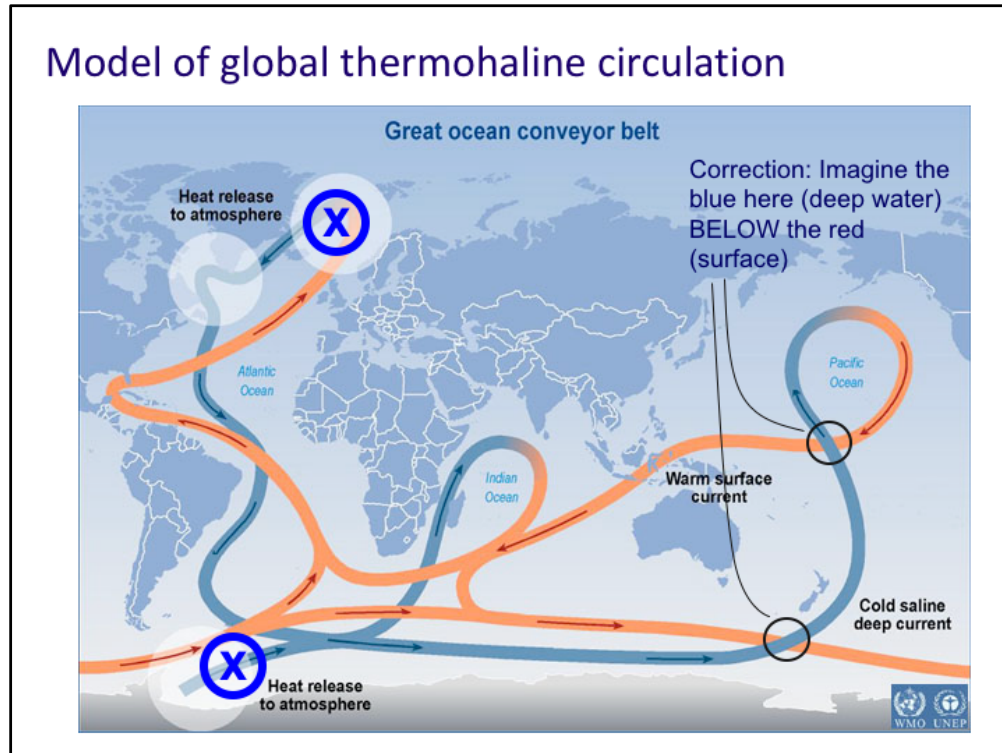 Model of global thermohaline circulation
Great ocean conveyor belt
Correction: Imagine the
blue here (deep water)
BELOW the red
(surface)
Heat release
to atmosphere
X
Atlantic
Ocean
Pacific
Ocean
Indian
Ocean
Warm surface
current
Cold saline
deep current
X
Heat release
to atmosphere
WMO UNEP